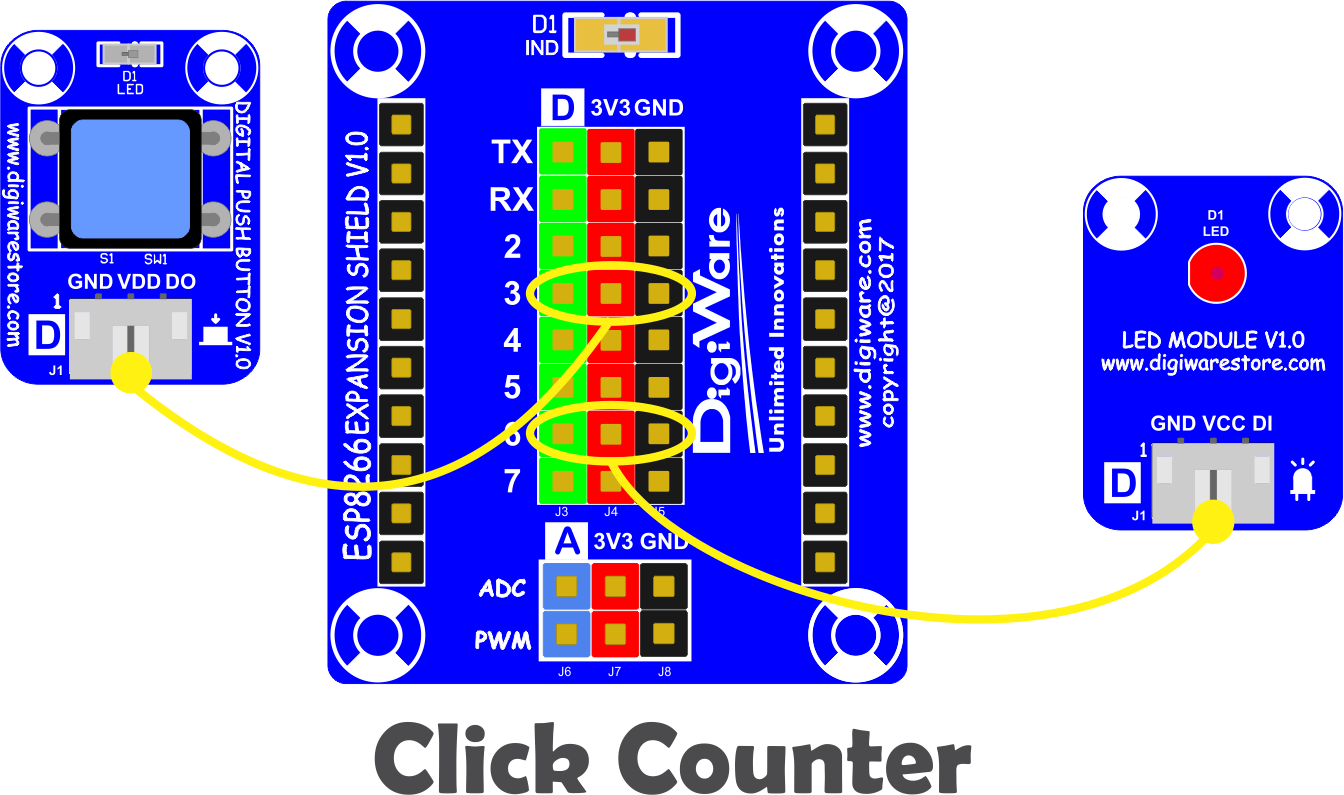 D1
LED
DIGITAL PUSH BUTTON V1.0
www.digiwarestore.com
S1 SW1
GND VDD DO
1
D
J1
D1
IND
D 3V3 GND
TX
RX
2
3
4
5
6
7
J3 J4 J5
A 3V3 GND
ADC
PWM
J6 J7 J8
ESP8266EXPANSION SHIELD V1.0
DigiWare
Unlimited Innovations
www.digiware.com
copyright@2017
D1
LED
LED MODULE V1.0
www.digiwarestore.com
GND VCC DI
1
D
J1
Click Counter